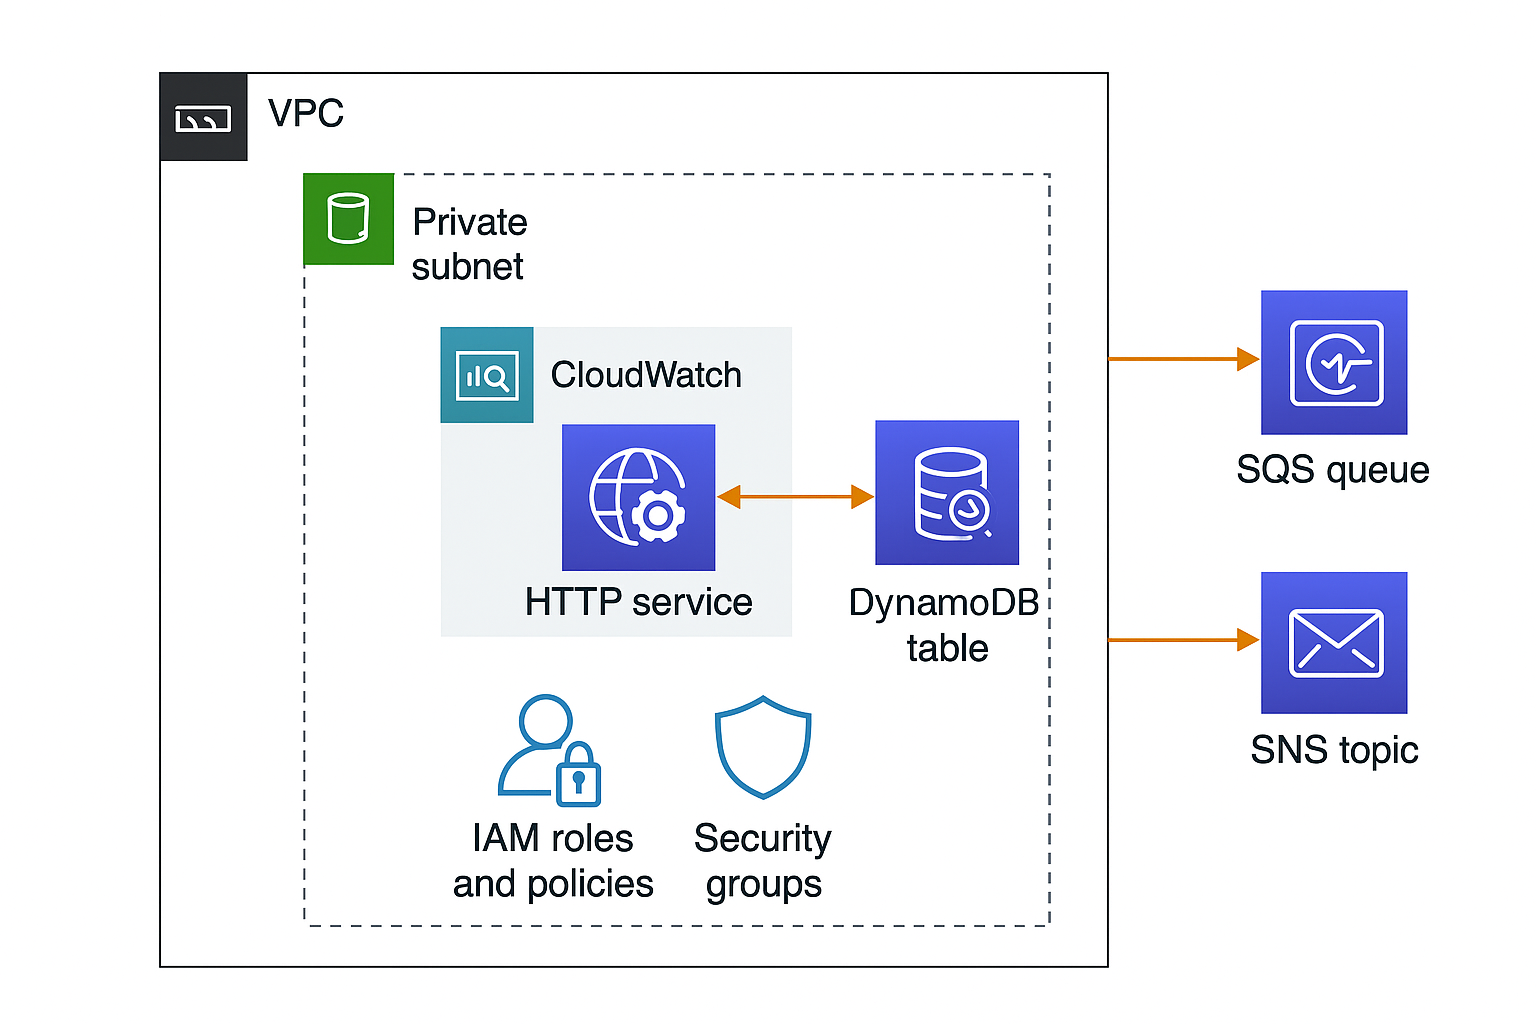 VPC
Private
subnet
CloudWatch
HTTP service
DynamoDB
table
IAM roles
and policies
Security
groups
SQS queue
SNS topic